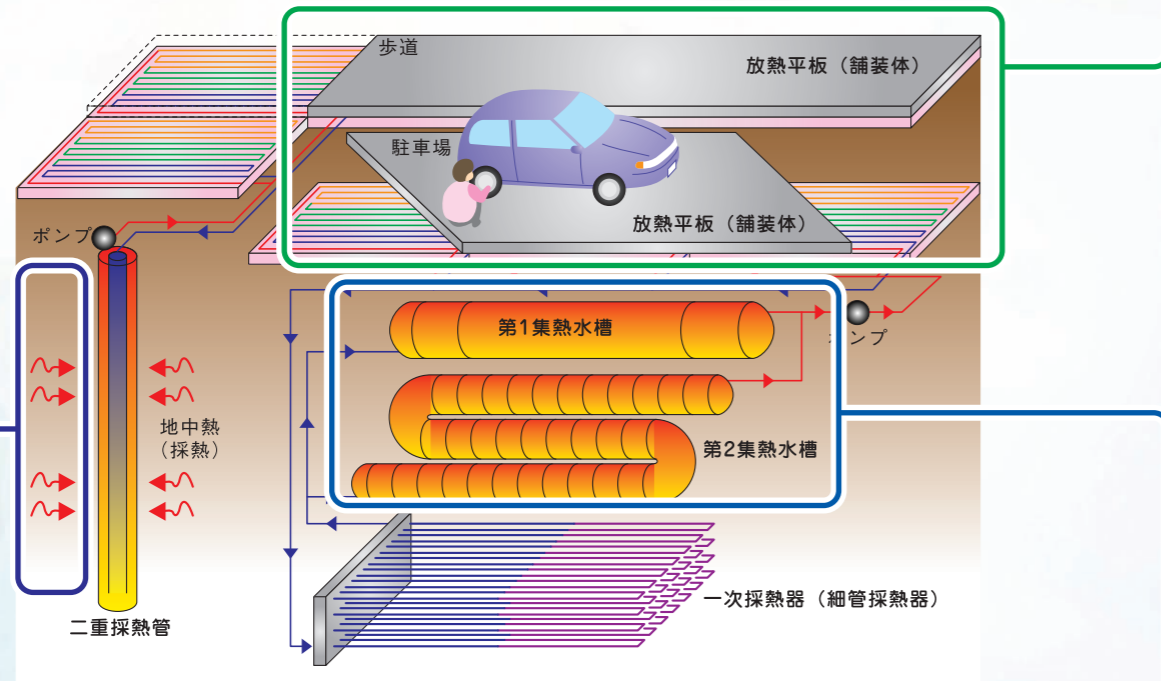 歩道
放熱平板（舗装体）
駐車場
放熱平板（舗装体）
ポンプ
第1集熱水槽
ンプ
地中熱
（採熱）
第2集熱水槽
一次採熱器（細管採熱器）
二重採熱管